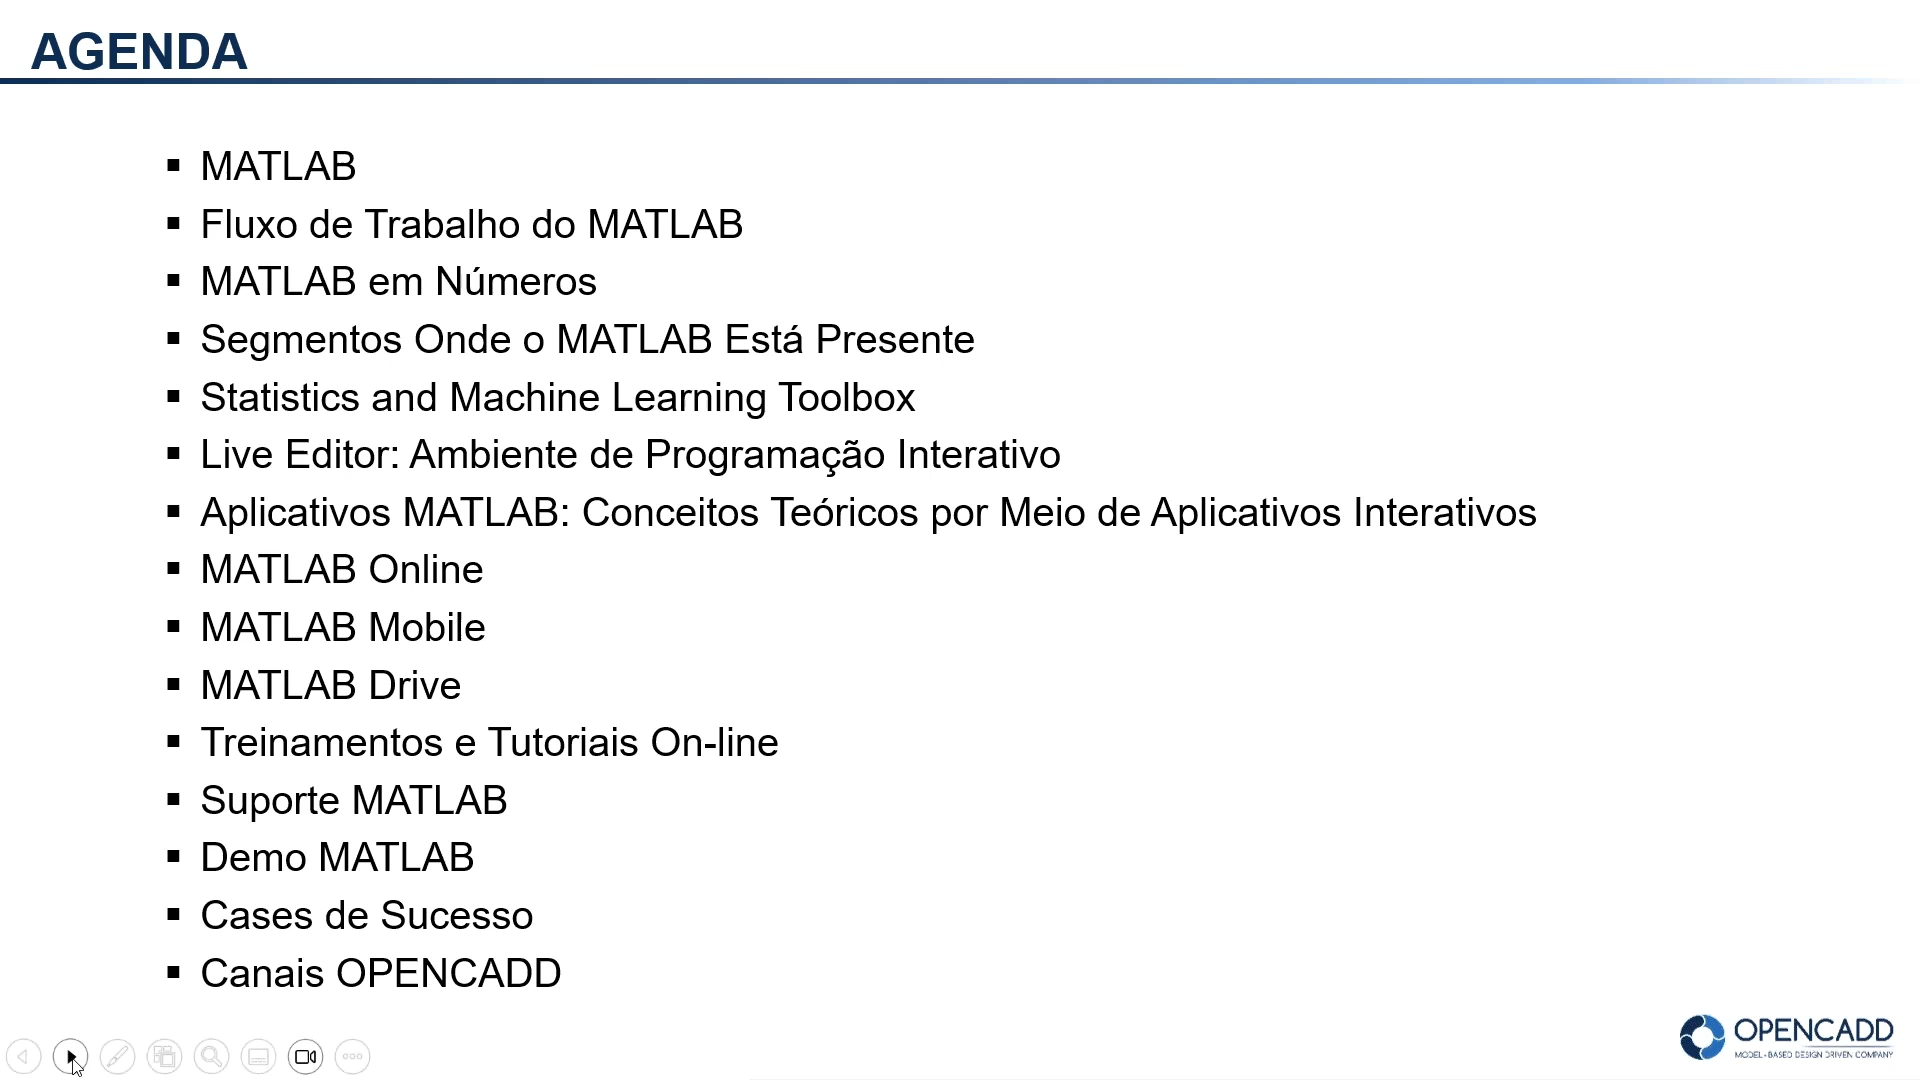 AGENDA
▪ MATLAB
▪ Fluxo de Trabalho do MATLAB
▪ MATLAB em Números
▪ Segmentos Onde o MATLAB Está Presente
▪ Statistics and Machine Learning Toolbox
▪ Live Editor: Ambiente de Programação Interativo
▪ Aplicativos MATLAB: Conceitos Teóricos por Meio de Aplicativos Interativos
▪ MATLAB Online
▪ MATLAB Mobile
▪ MATLAB Drive
▪ Treinamentos e Tutoriais On-line
▪ Suporte MATLAB
▪ Demo MATLAB
▪ Cases de Sucesso
▪ Canais OPENCADD
OPENCADD
MODEL-BASED DESIGN DRIVEN COMPANY